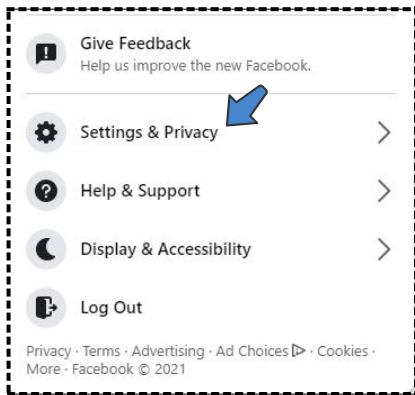 Give Feedback
Help us improve the new Facebook.
Settings & Privacy
Help & Support
Display & Accessibility
Log Out
Privacy · Terms · Advertising · Ad Choices · Cookies ·
More · Facebook © 2021